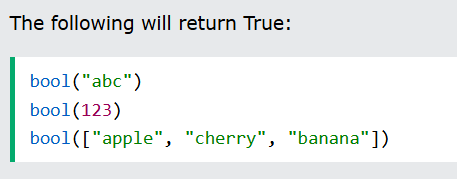 The following will return True:
bool("abc")
bool(123)
bool(["apple", "cherry", "banana"])